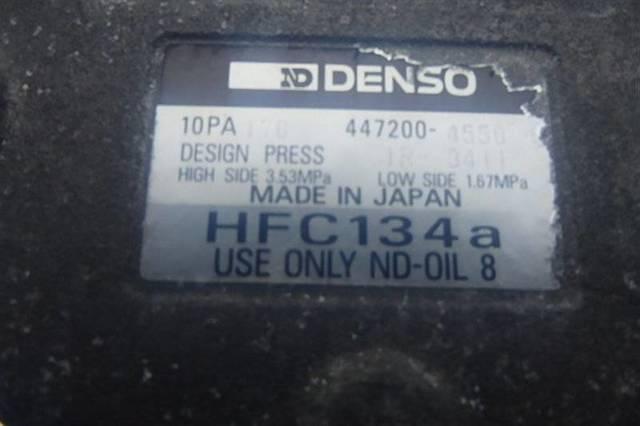 ND DENSO
10PA 447200-
DESIGN PRESS
HIGH SIDE 3.53MPa LOW SIDE 1.67MPa
MADE IN JAPAN
HFC134a
USE ONLY ND-OIL 8